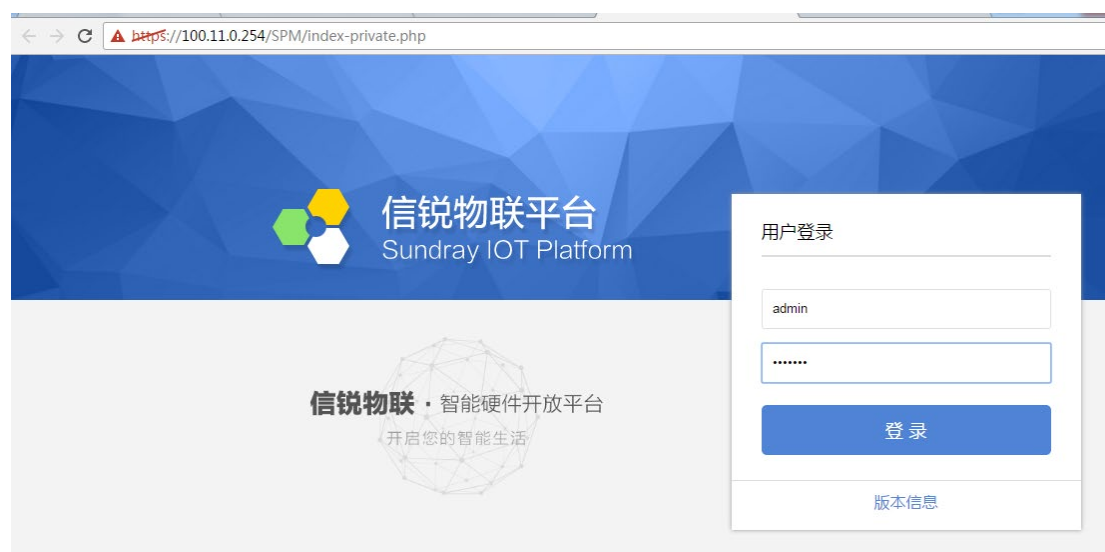 https://100.11.0.254/SPM/index-private.php
信锐物联平台
Sundray IOT Platform
用户登录
admin
•••••••
登录
信锐物联·智能硬件开放平台
开启您的智能生活
版本信息